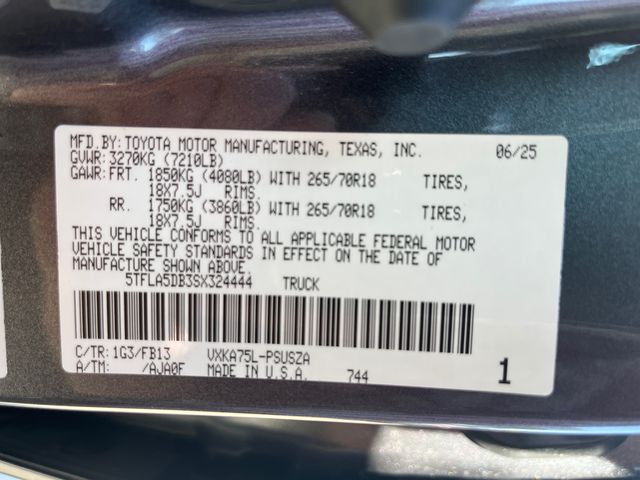 MFD.BY:TOYOTA MOTOR MANUFACTURING, TEXAS, INC. 06/25
GVWR:3270KG (7210LB)
GAWR:FRT. 1850KG (4080LB) WITH 265/70R18 TIRES,
18X7.5J RIMS.
RR. 1750KG (3860LB) WITH 265/70R18 TIRES,
18X7.5J RIMS.
THIS VEHICLE CONFORMS TO ALL APPLICABLE FEDERAL MOTOR
VEHICLE SAFETY STANDARDS IN EFFECT ON THE DATE OF
MANUFACTURE SHOWN ABOVE.
5TFLA5DB3SX324444 TRUCK
C/TR:1G3/FB13 VXKA75L-PSUSZA
A/TM: /AJA0F MADE IN U.S.A. 744 1